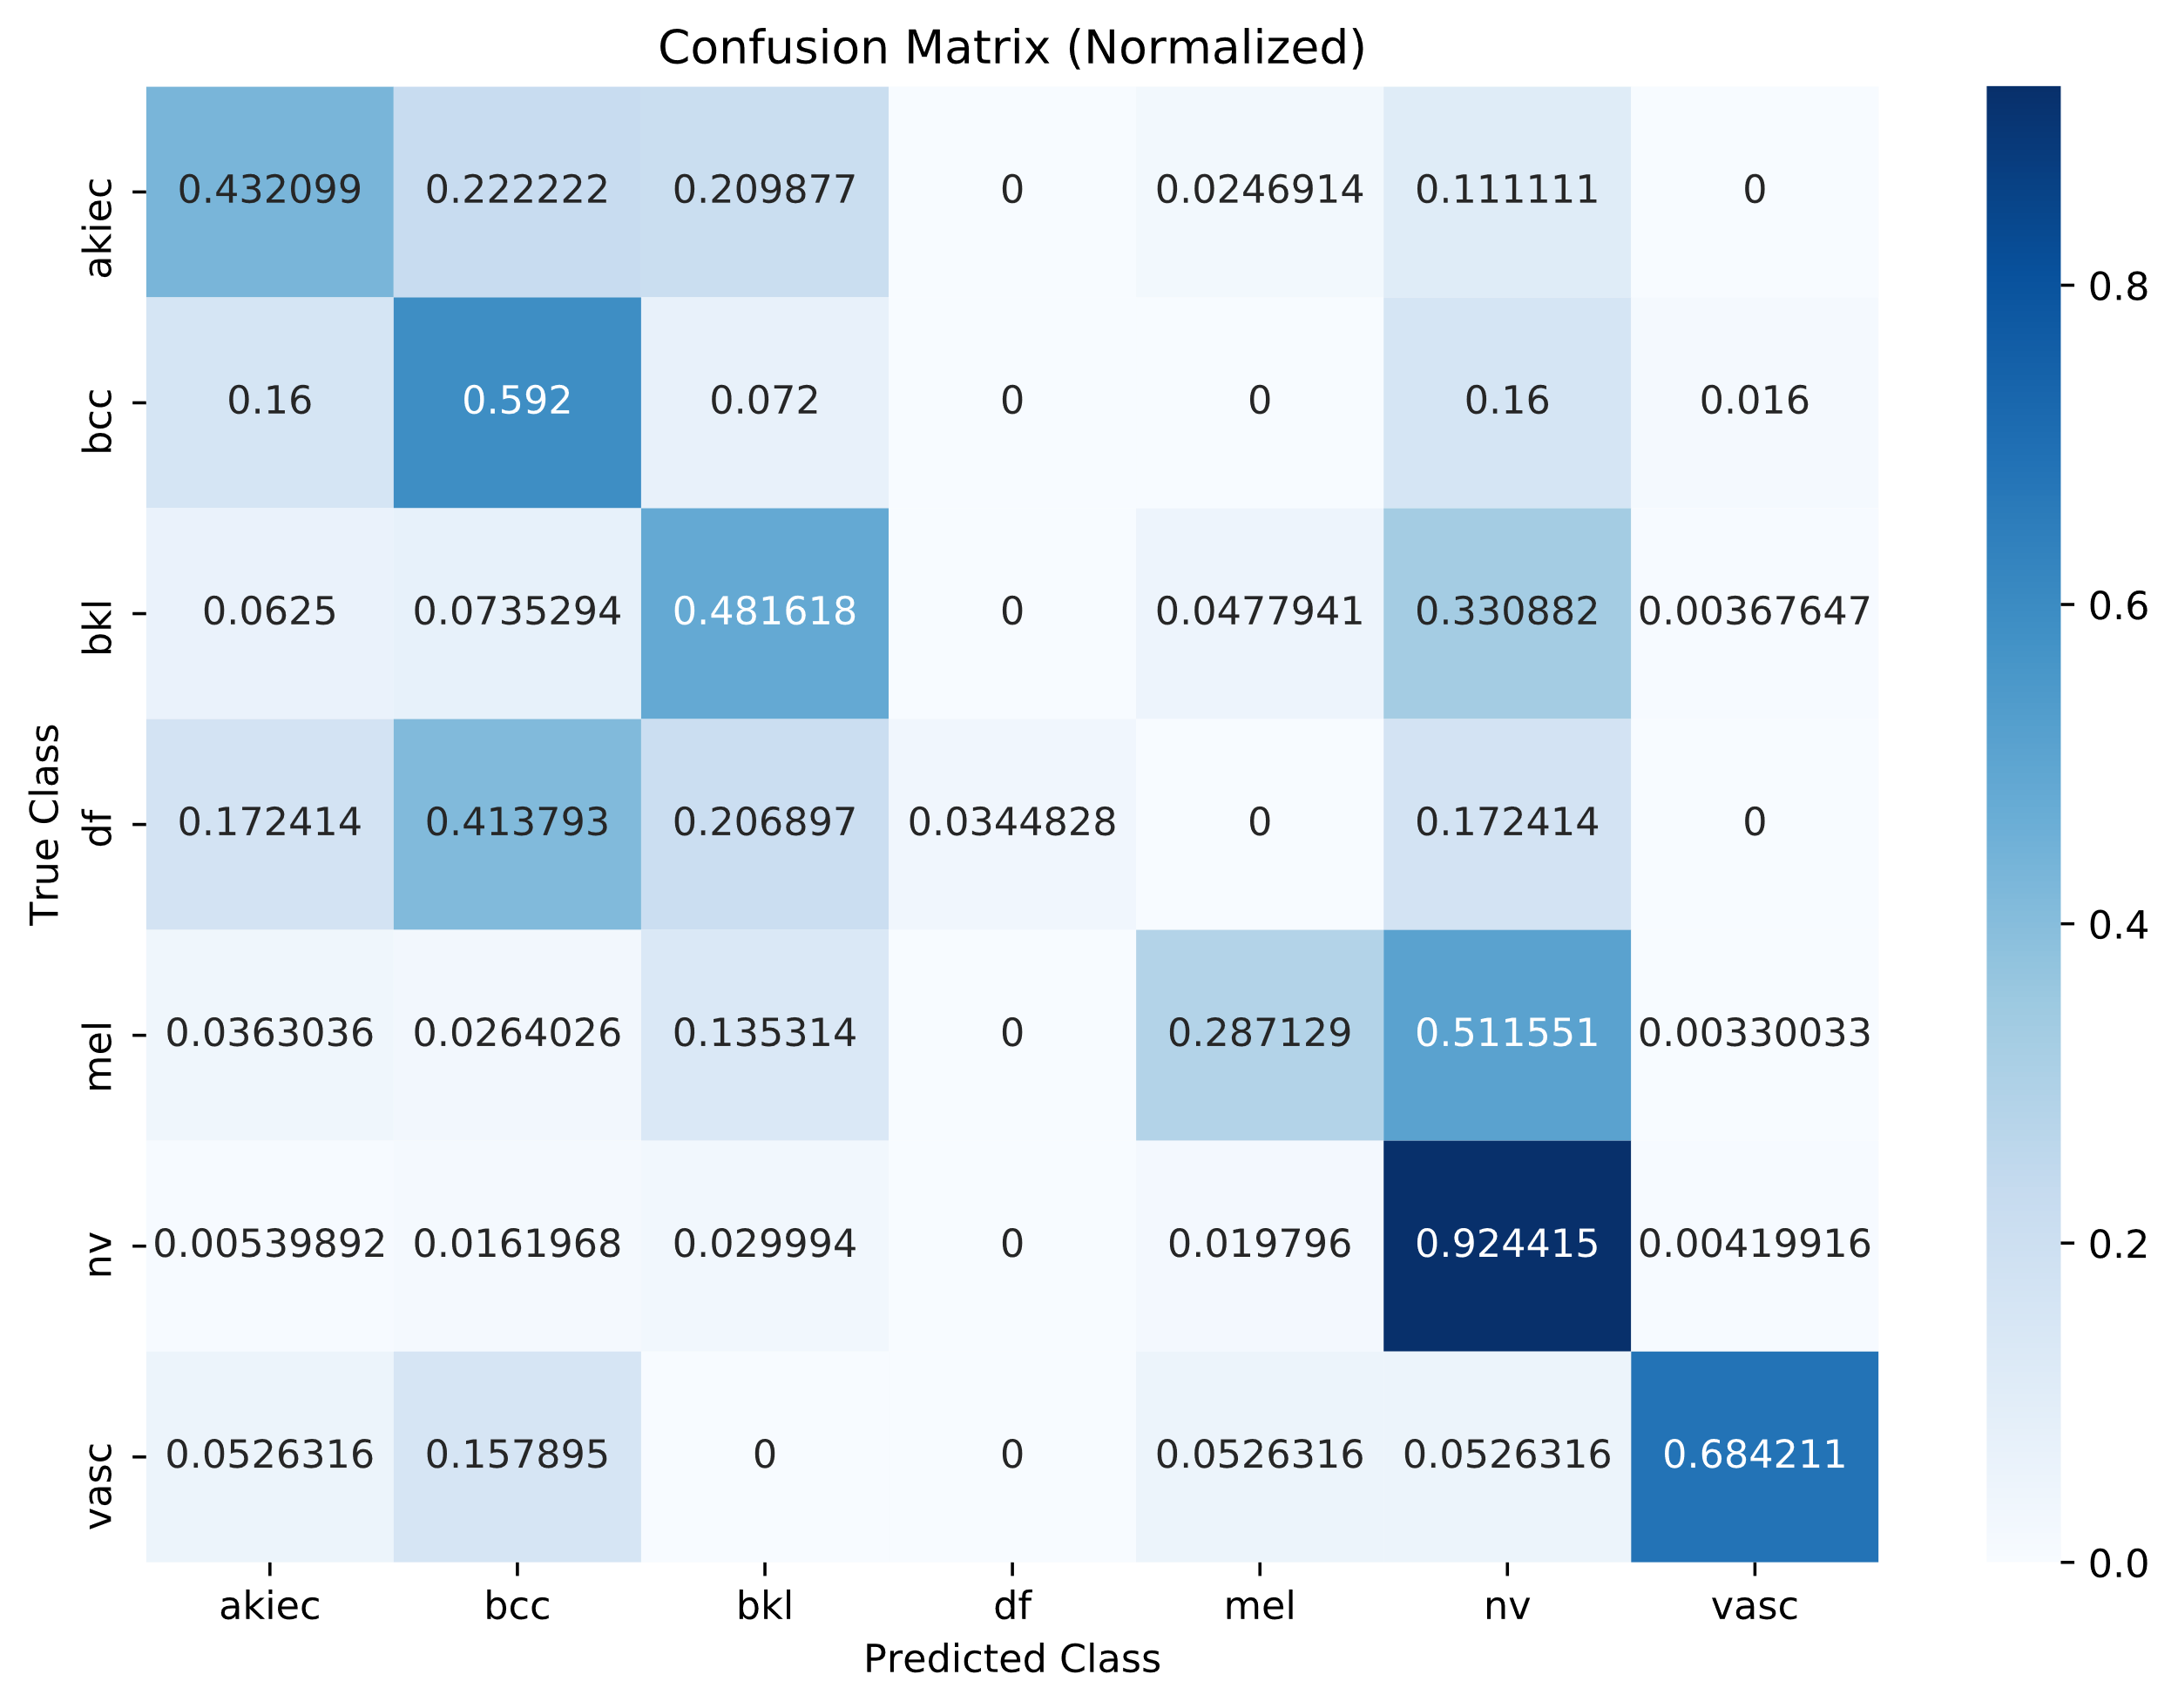 Confusion Matrix (Normalized)
akiec 0.432099 0.222222 0.209877 0 0.0246914 0.111111 0
bcc 0.16 0.592 0.072 0 0 0.16 0.016
bkl 0.0625 0.0735294 0.481618 0 0.0477941 0.330882 0.00367647
df 0.172414 0.413793 0.206897 0.0344828 0 0.172414 0
mel 0.0363036 0.0264026 0.135314 0 0.287129 0.511551 0.00330033
nv 0.00539892 0.0161968 0.029994 0 0.019796 0.924415 0.00419916
vasc 0.0526316 0.157895 0 0 0.0526316 0.0526316 0.684211
akiec bcc bkl df mel nv vasc
Predicted Class
True Class
0.8
0.6
0.4
0.2
0.0